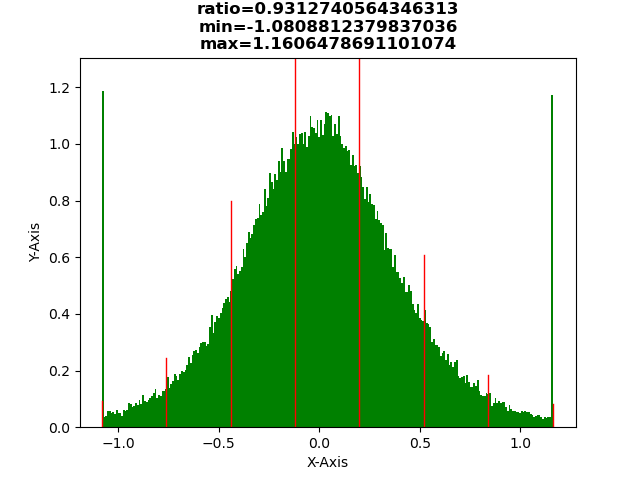 ratio=0.9312740564346313
min=-1.0808812379837036
max=1.1606478691101074
1.2
1.0
0.8
0.6
0.4
0.2
0.0
Y-Axis
−1.0 −0.5 0.0 0.5 1.0
X-Axis